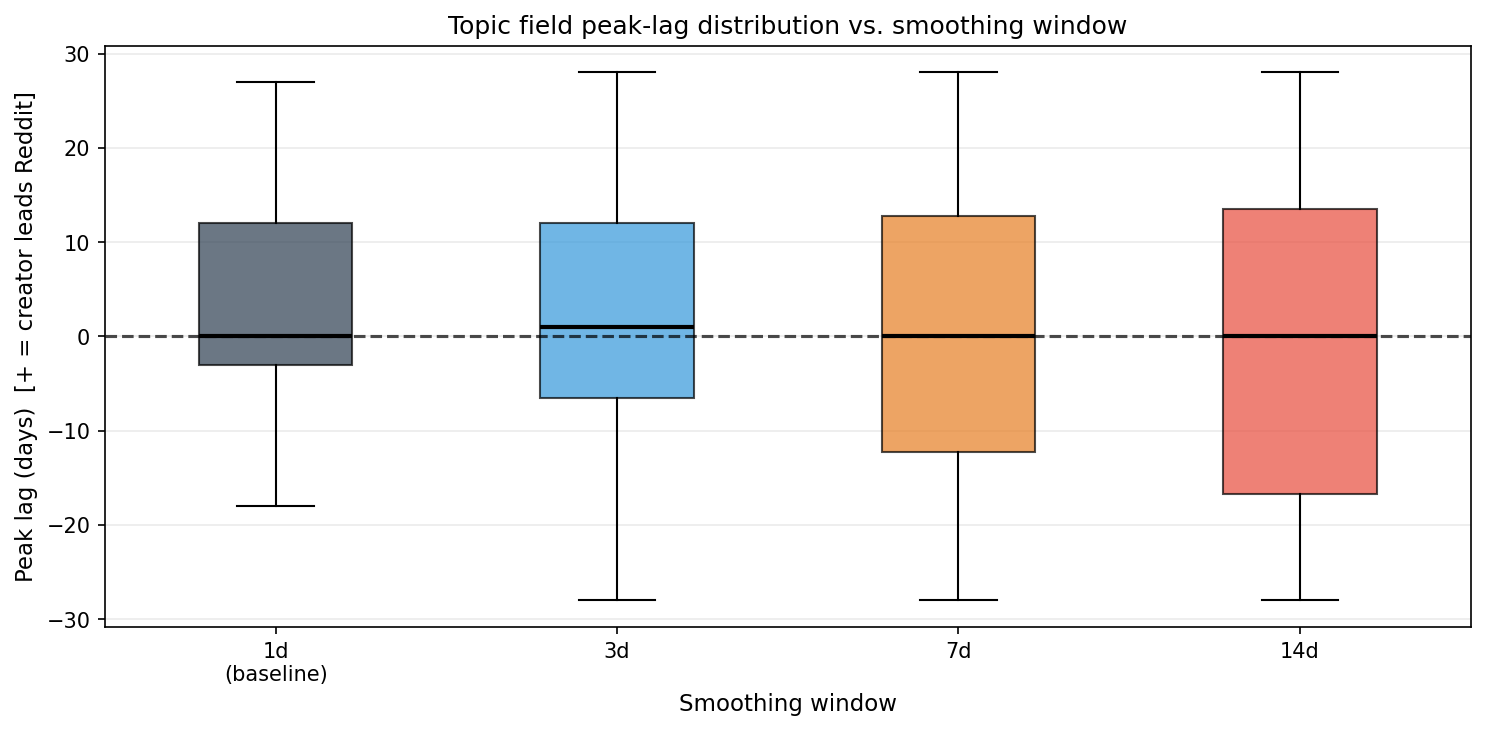 Topic field peak-lag distribution vs. smoothing window
Peak lag (days)  [+ = creator leads Reddit]
30
20
10
0
−10
−20
−30
1d
(baseline)
3d
7d
14d
Smoothing window